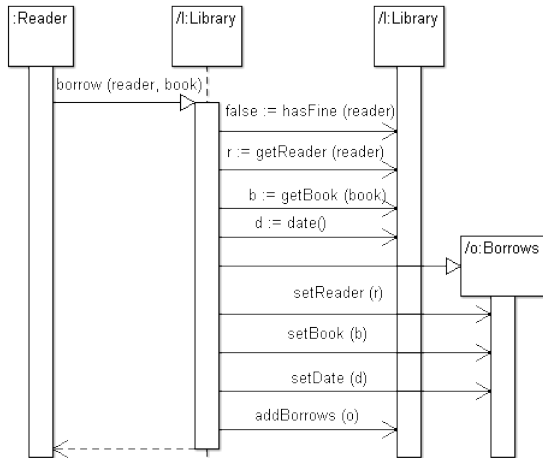 :Reader
/l:Library
/l:Library
borrow (reader, book)
false := hasFine (reader)
r := getReader (reader)
b := getBook (book)
d := date()
/o:Borrows
setReader (r)
setBook (b)
setDate (d)
addBorrows (o)